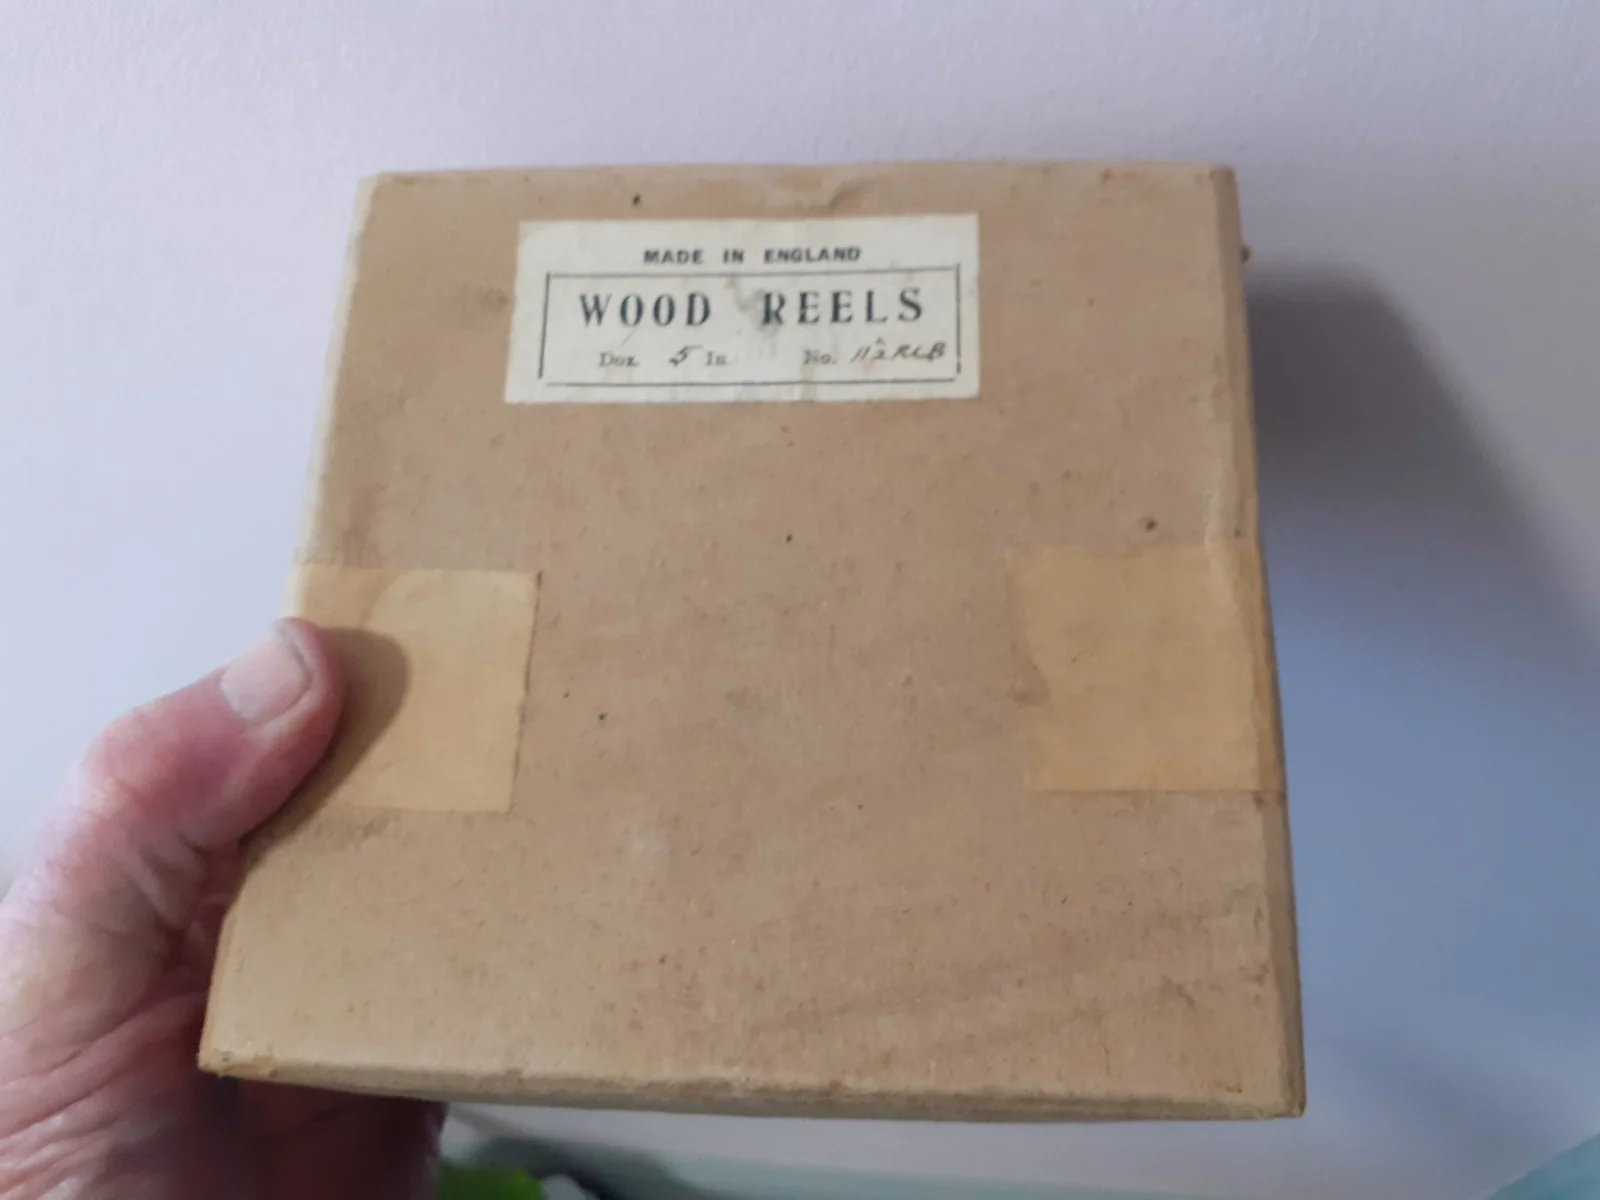 MADE IN ENGLAND
WOOD REELS
Doz. 5 In. No.